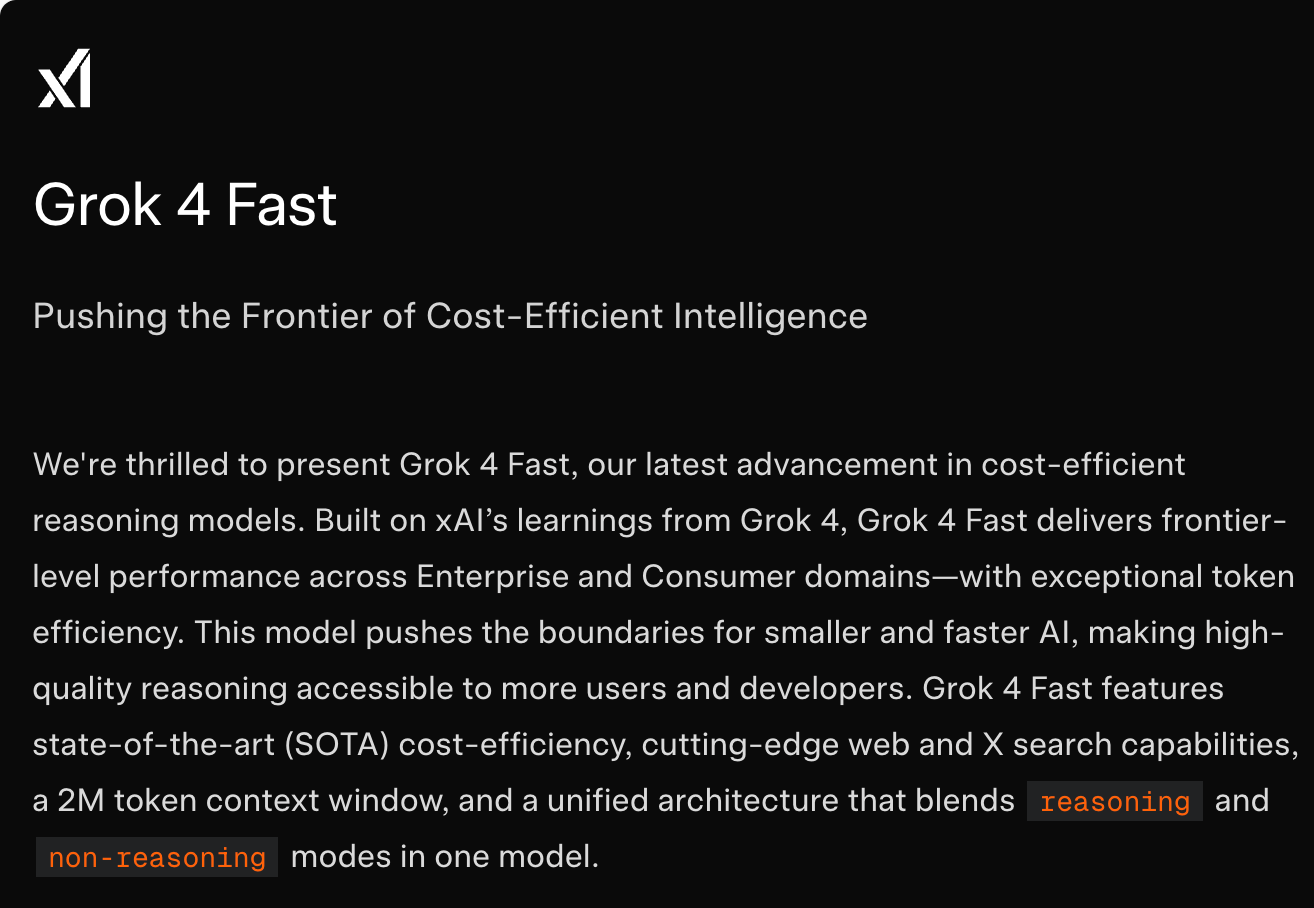 xI
Grok 4 Fast
Pushing the Frontier of Cost-Efficient Intelligence
We're thrilled to present Grok 4 Fast, our latest advancement in cost-efficient
reasoning models. Built on xAI’s learnings from Grok 4, Grok 4 Fast delivers frontier-
level performance across Enterprise and Consumer domains—with exceptional token
efficiency. This model pushes the boundaries for smaller and faster AI, making high-
quality reasoning accessible to more users and developers. Grok 4 Fast features
state-of-the-art (SOTA) cost-efficiency, cutting-edge web and X search capabilities,
a 2M token context window, and a unified architecture that blends reasoning and
non-reasoning modes in one model.